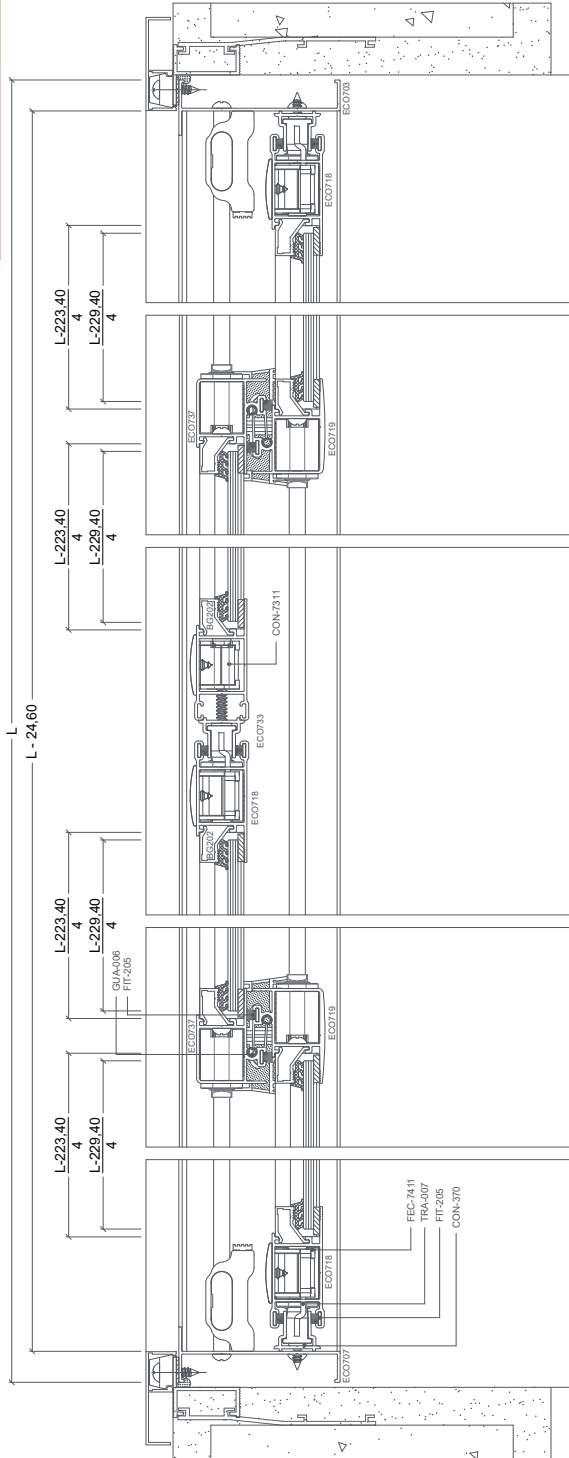 L
L - 24,60
L-223,40
4
L-229,40
4
L-223,40
4
L-229,40
4
L-223,40
4
L-229,40
4
L-223,40
4
L-229,40
4
ECO703
ECO718
ECO737
ECO719
BG202
CON-7311
ECO733
ECO718
BG202
GUA-006
FIT-205
ECO737
ECO719
FEC-7411
TRA-007
FIT-205
CON-370
ECO718
ECO707